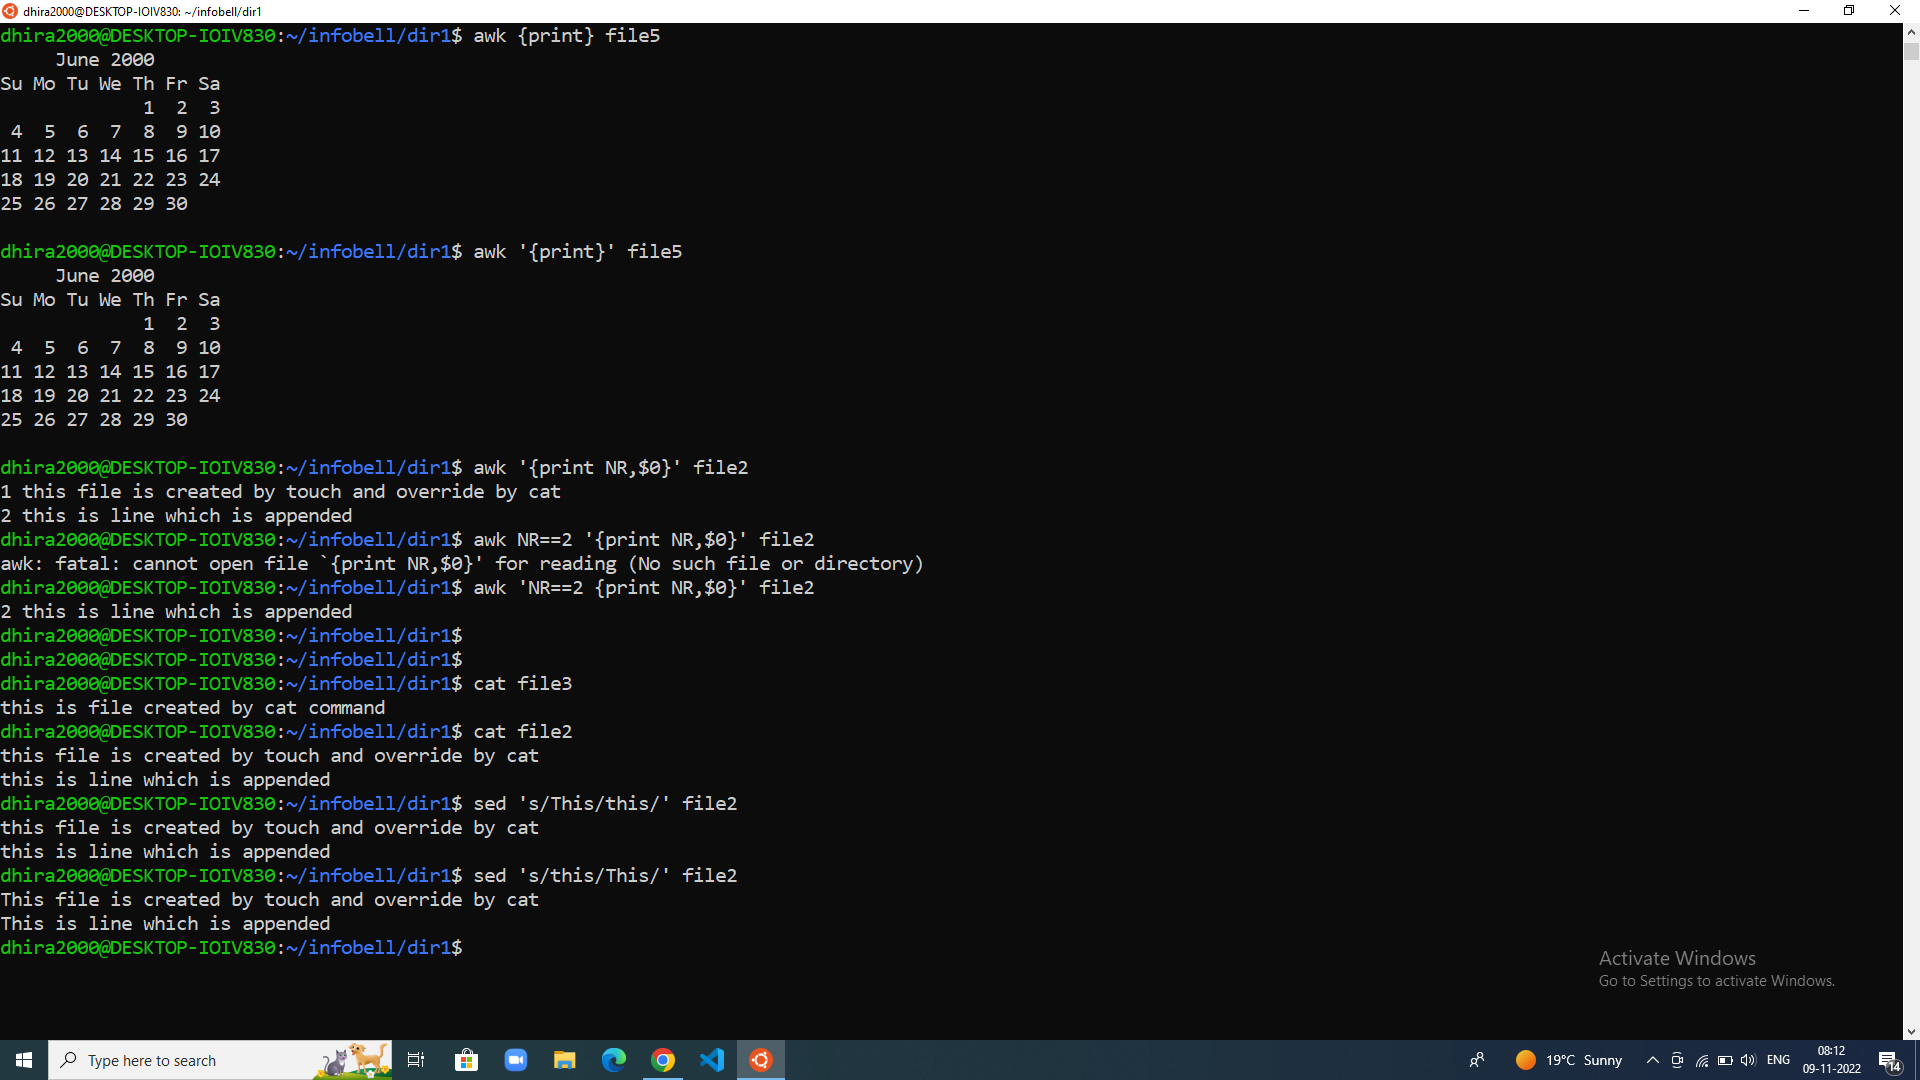 dhira2000@DESKTOP-IOIV830: ~/infobell/dir1
dhira2000@DESKTOP-IOIV830:~/infobell/dir1$ awk {print} file5
     June 2000
Su Mo Tu We Th Fr Sa
             1  2  3
 4  5  6  7  8  9 10
11 12 13 14 15 16 17
18 19 20 21 22 23 24
25 26 27 28 29 30
dhira2000@DESKTOP-IOIV830:~/infobell/dir1$ awk '{print}' file5
     June 2000
Su Mo Tu We Th Fr Sa
             1  2  3
 4  5  6  7  8  9 10
11 12 13 14 15 16 17
18 19 20 21 22 23 24
25 26 27 28 29 30
dhira2000@DESKTOP-IOIV830:~/infobell/dir1$ awk '{print NR,$0}' file2
1 this file is created by touch and override by cat
2 this is line which is appended
dhira2000@DESKTOP-IOIV830:~/infobell/dir1$ awk NR==2 '{print NR,$0}' file2
awk: fatal: cannot open file `{print NR,$0}' for reading (No such file or directory)
dhira2000@DESKTOP-IOIV830:~/infobell/dir1$ awk 'NR==2 {print NR,$0}' file2
2 this is line which is appended
dhira2000@DESKTOP-IOIV830:~/infobell/dir1$
dhira2000@DESKTOP-IOIV830:~/infobell/dir1$
dhira2000@DESKTOP-IOIV830:~/infobell/dir1$ cat file3
this is file created by cat command
dhira2000@DESKTOP-IOIV830:~/infobell/dir1$ cat file2
this file is created by touch and override by cat
this is line which is appended
dhira2000@DESKTOP-IOIV830:~/infobell/dir1$ sed 's/This/this/' file2
this file is created by touch and override by cat
this is line which is appended
dhira2000@DESKTOP-IOIV830:~/infobell/dir1$ sed 's/this/This/' file2
This file is created by touch and override by cat
This is line which is appended
dhira2000@DESKTOP-IOIV830:~/infobell/dir1$
Activate Windows
Go to Settings to activate Windows.
Type here to search
19°C Sunny
ENG
08:12
09-11-2022
14